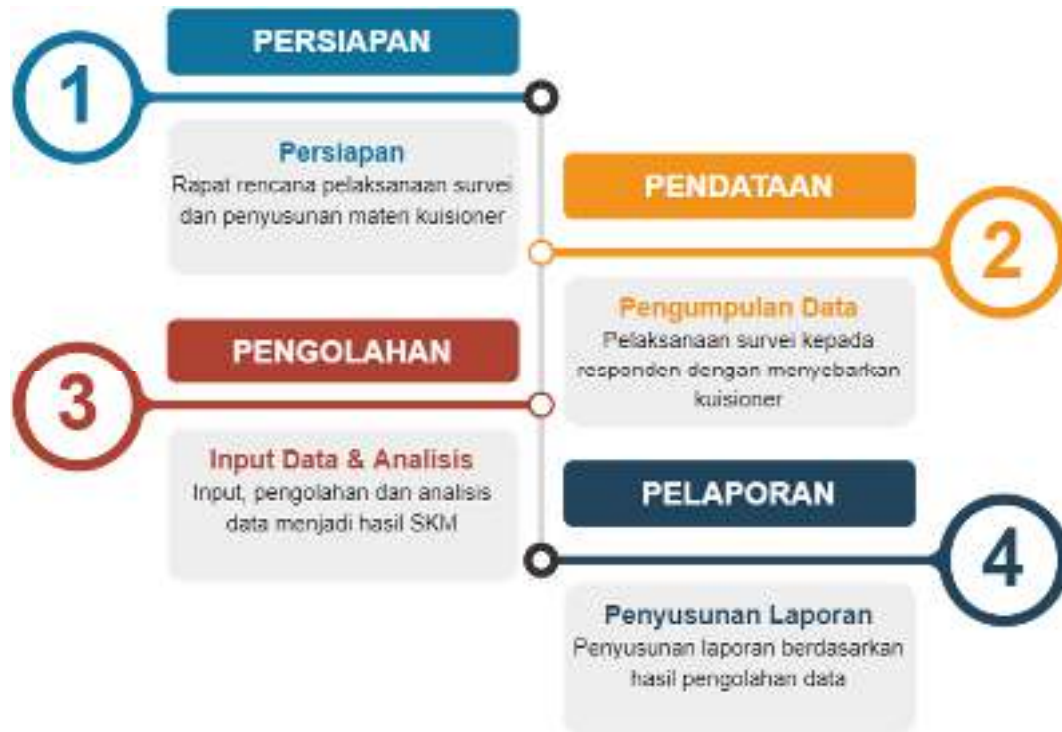 1
PERSIAPAN
Persiapan
Rapat rencana pelaksanaan survei
dan penyusunan materi kuisioner
2
PENDATAAN
Pengumpulan Data
Pelaksanaan survei kepada
responden dengan menyebarkan
kuisioner
3
PENGOLAHAN
Input Data & Analisis
Input, pengolahan dan analisis
data menjadi hasil SKM
4
PELAPORAN
Penyusunan Laporan
Penyusunan laporan berdasarkan
hasil pengolahan data